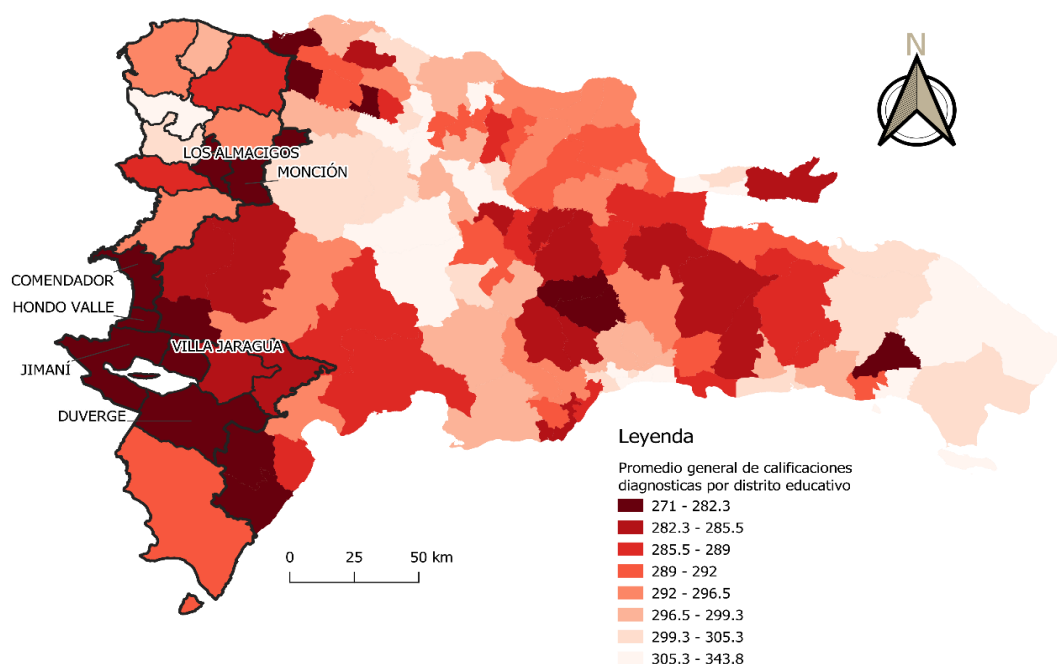 N
LOS ALMACIGOS
MONCIÓN
COMENDADOR
HONDO VALLE
VILLA JARAGUA
JIMANÍ
DUVERGE
Leyenda
Promedio general de calificaciones
diagnosticas por distrito educativo
271 - 282.3
282.3 - 285.5
285.5 - 289
289 - 292
292 - 296.5
296.5 - 299.3
299.3 - 305.3
305.3 - 343.8
0 25 50 km